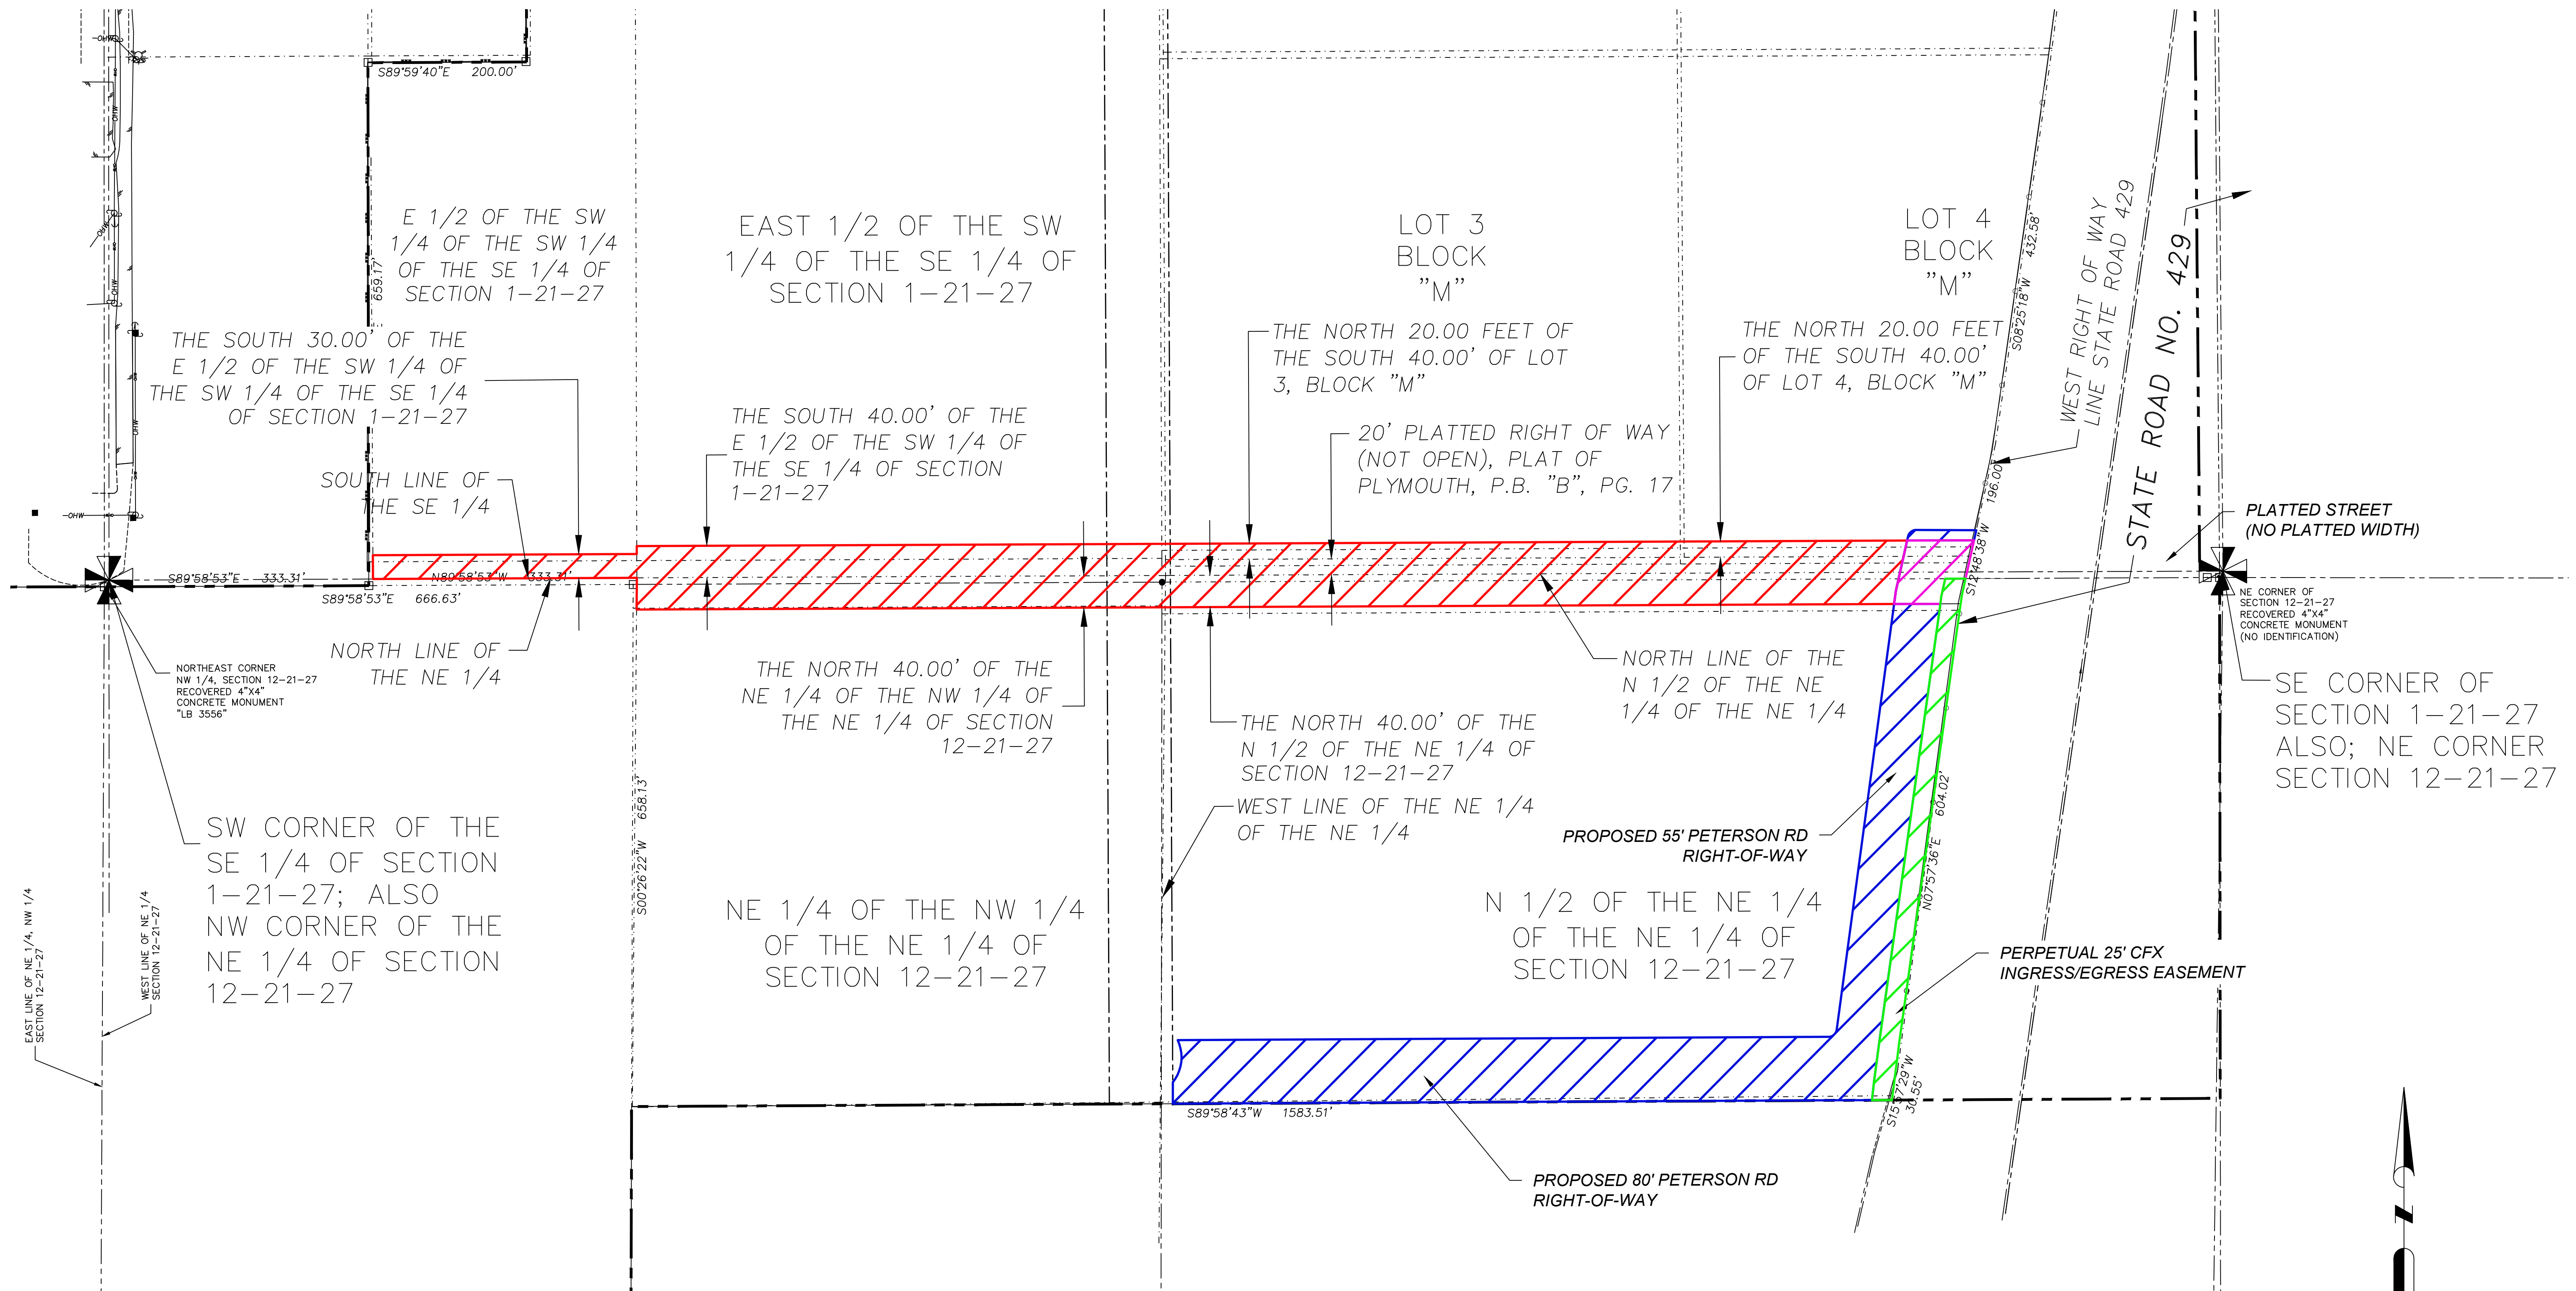 S89°59'40"E 200.00'
E 1/2 OF THE SW
1/4 OF THE SW 1/4
OF THE SE 1/4 OF
SECTION 1-21-27
659.17'
EAST 1/2 OF THE SW
1/4 OF THE SE 1/4 OF
SECTION 1-21-27
LOT 3
BLOCK
"M"
LOT 4
BLOCK
"M"
S08°25'18"W 432.58'
WEST RIGHT OF WAY
LINE STATE ROAD 429
STATE ROAD NO. 429
THE SOUTH 30.00' OF THE
E 1/2 OF THE SW 1/4 OF
THE SW 1/4 OF THE SE 1/4
OF SECTION 1-21-27
THE NORTH 20.00 FEET OF
THE SOUTH 40.00' OF LOT
3, BLOCK "M"
THE NORTH 20.00 FEET
OF THE SOUTH 40.00'
OF LOT 4, BLOCK "M"
THE SOUTH 40.00' OF THE
E 1/2 OF THE SW 1/4 OF
THE SE 1/4 OF SECTION
1-21-27
20' PLATTED RIGHT OF WAY
(NOT OPEN), PLAT OF
PLYMOUTH, P.B. "B", PG. 17
SOUTH LINE OF
THE SE 1/4
S12°48'38"W 196.00'
PLATTED STREET
(NO PLATTED WIDTH)
OHW
OHW
OHW
OHW
OHW
OHW
S89°58'53"E 333.31'
N89°58'53"W 333.31'
S89°58'53"E 666.63'
NE CORNER OF
SECTION 12-21-27
RECOVERED 4"X4"
CONCRETE MONUMENT
(NO IDENTIFICATION)
NORTH LINE OF
THE NE 1/4
NORTHEAST CORNER
NW 1/4, SECTION 12-21-27
RECOVERED 4"X4"
CONCRETE MONUMENT
"LB 3556"
THE NORTH 40.00' OF THE
NE 1/4 OF THE NW 1/4 OF
THE NE 1/4 OF SECTION
12-21-27
NORTH LINE OF THE
N 1/2 OF THE NE
1/4 OF THE NE 1/4
SE CORNER OF
SECTION 1-21-27
ALSO; NE CORNER
SECTION 12-21-27
THE NORTH 40.00' OF THE
N 1/2 OF THE NE 1/4 OF
SECTION 12-21-27
WEST LINE OF THE NE 1/4
OF THE NE 1/4
S00°26'22"W 658.13'
PROPOSED 55' PETERSON RD
RIGHT-OF-WAY
N07°57'36"E 604.02'
SW CORNER OF THE
SE 1/4 OF SECTION
1-21-27; ALSO
NW CORNER OF THE
NE 1/4 OF SECTION
12-21-27
EAST LINE OF NE 1/4, NW 1/4
SECTION 12-21-27
WEST LINE OF NE 1/4
SECTION 12-21-27
NE 1/4 OF THE NW 1/4
OF THE NE 1/4 OF
SECTION 12-21-27
N 1/2 OF THE NE 1/4
OF THE NE 1/4 OF
SECTION 12-21-27
PERPETUAL 25' CFX
INGRESS/EGRESS EASEMENT
S15°57'29"W
30.55'
S89°58'43"W 1583.51'
PROPOSED 80' PETERSON RD
RIGHT-OF-WAY